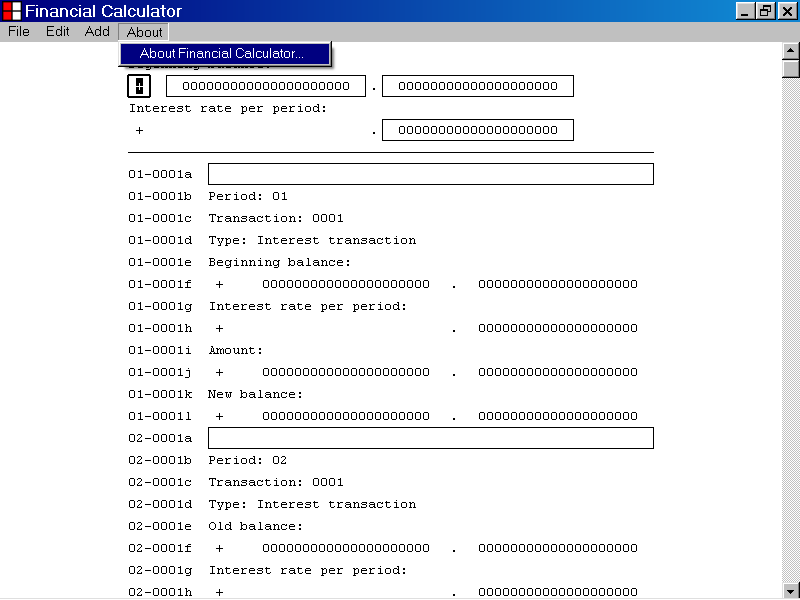 Financial Calculator
File Edit Add About
About Financial Calculator...
+ 000000000000000000000 . 00000000000000000000
Interest rate per period:
+ . 00000000000000000000
01-0001a
01-0001b Period: 01
01-0001c Transaction: 0001
01-0001d Type: Interest transaction
01-0001e Beginning balance:
01-0001f + 000000000000000000000 . 00000000000000000000
01-0001g Interest rate per period:
01-0001h + . 00000000000000000000
01-0001i Amount:
01-0001j + 000000000000000000000 . 00000000000000000000
01-0001k New balance:
01-0001l + 000000000000000000000 . 00000000000000000000
02-0001a
02-0001b Period: 02
02-0001c Transaction: 0001
02-0001d Type: Interest transaction
02-0001e Old balance:
02-0001f + 000000000000000000000 . 00000000000000000000
02-0001g Interest rate per period:
02-0001h + . 00000000000000000000